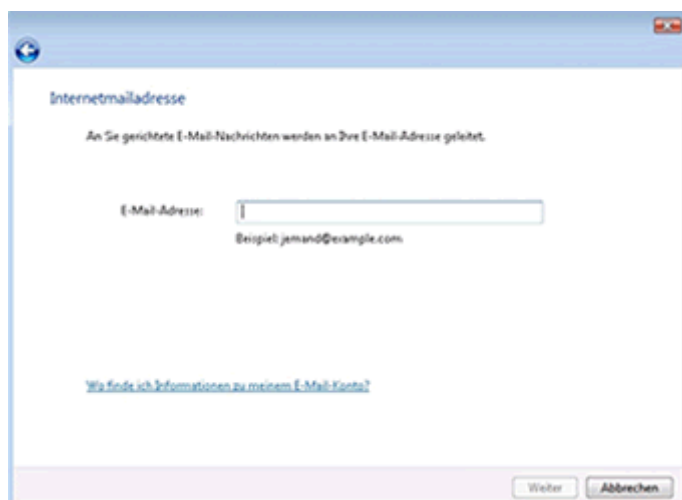 Internetmailadresse
An Sie gerichtete E-Mail-Nachrichten werden an Ihre E-Mail-Adresse geleitet.
E-Mail-Adresse:
Beispiel: jemand@example.com
Wo finde ich Informationen zu meinem E-Mail-Konto?
Weiter
Abbrechen